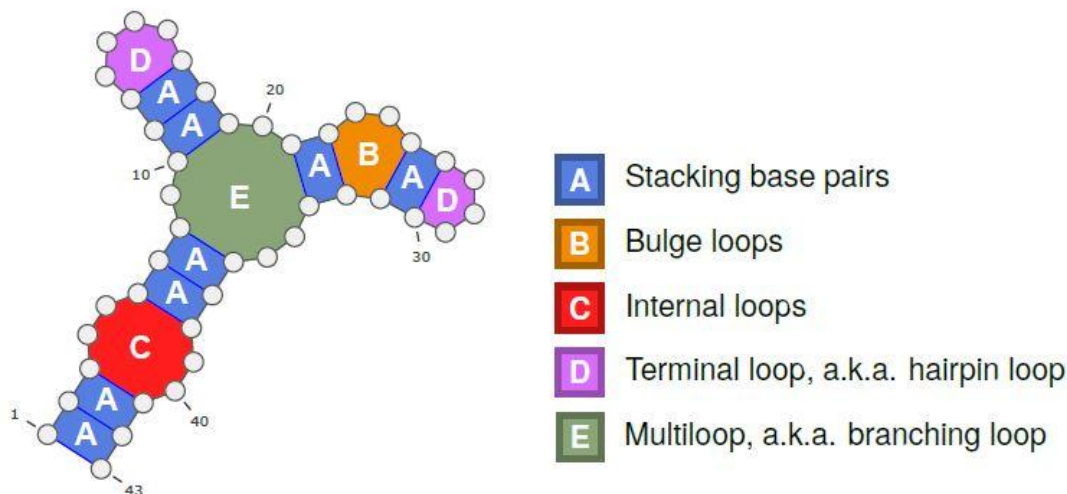 D
A
A
20
10
E
A
B
A
D
30
A
A
C
A
A
1
40
43
A Stacking base pairs
B Bulge loops
C Internal loops
D Terminal loop, a.k.a. hairpin loop
E Multiloop, a.k.a. branching loop